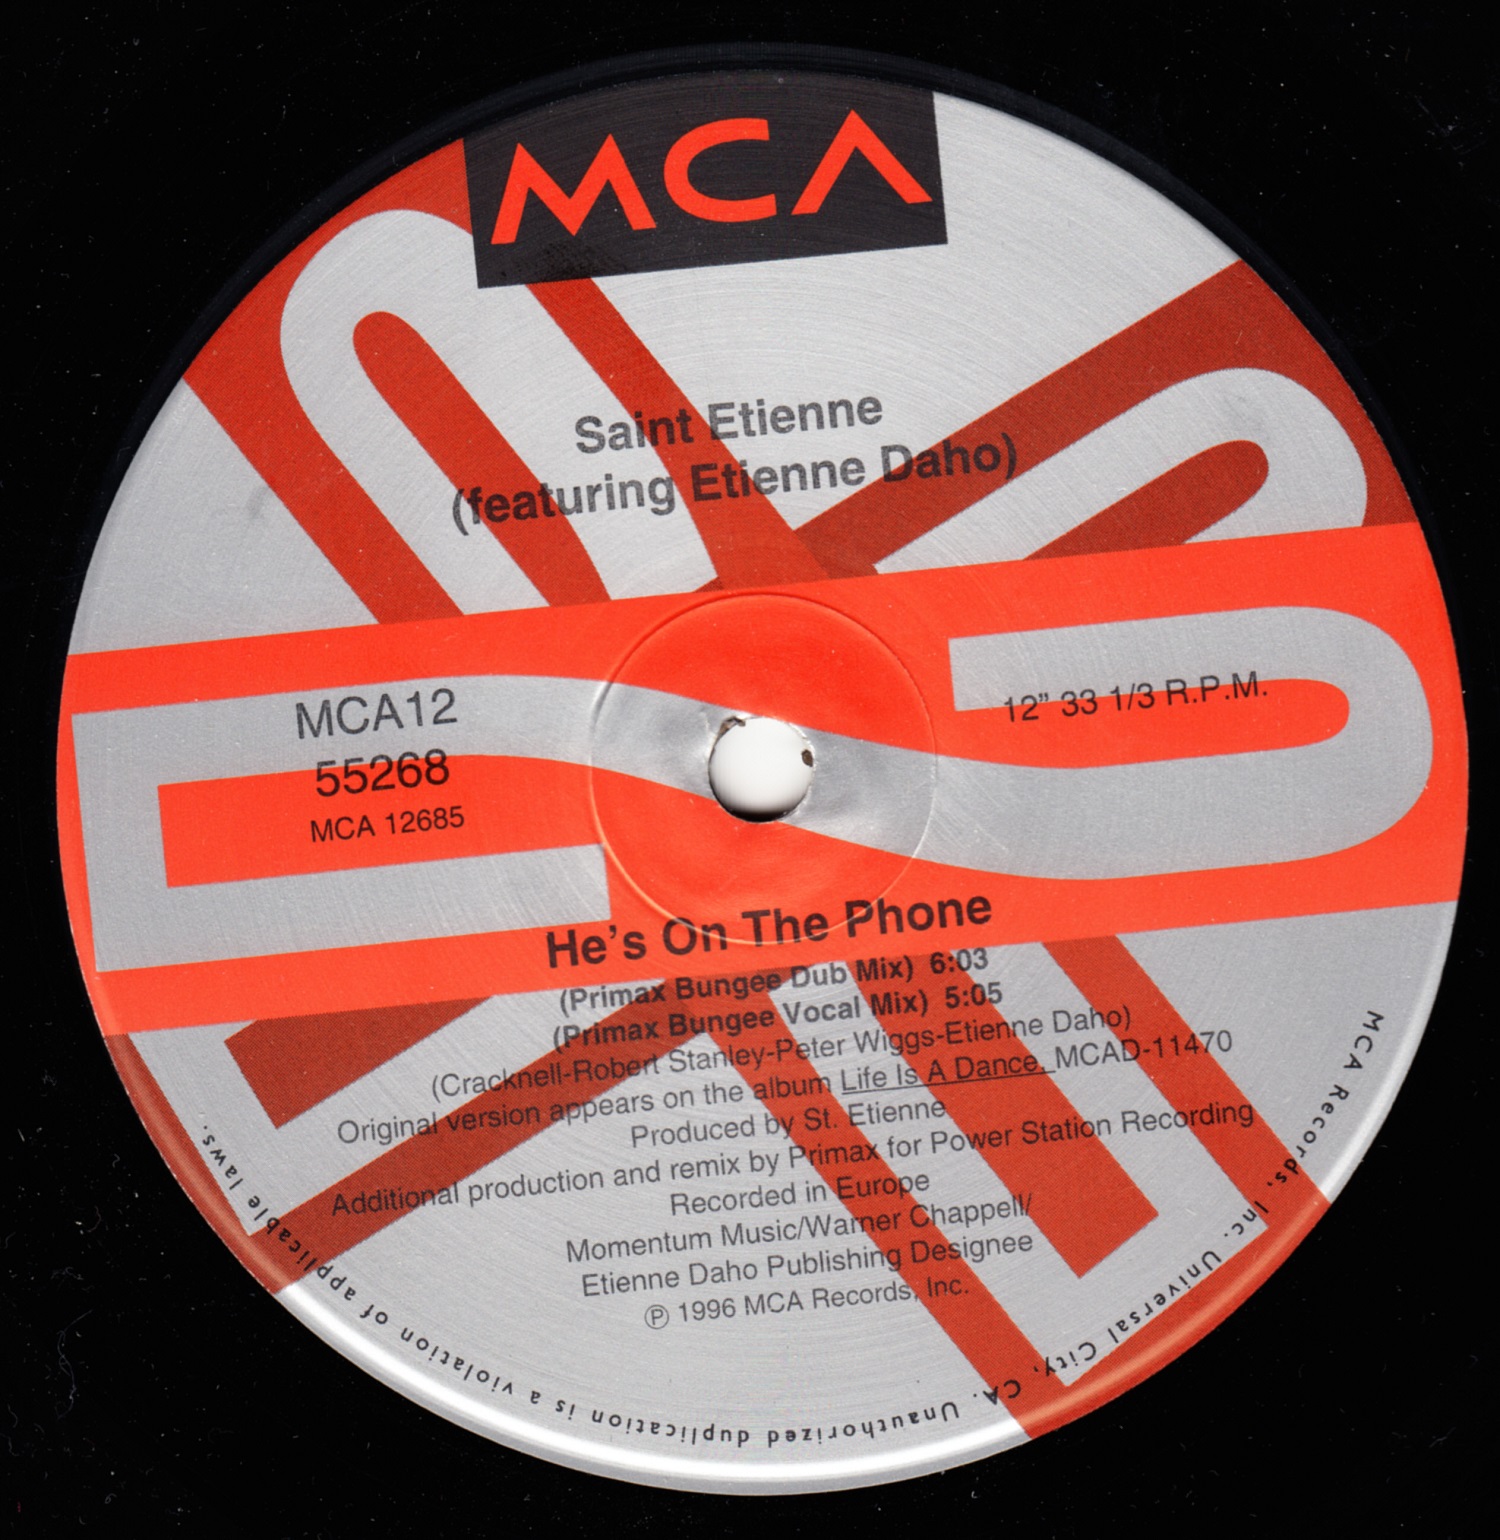 MCA
Saint Etienne
(featuring Etienne Daho)
MCA12
55268
MCA 12685
12" 33 1/3 R.P.M.
He's On The Phone
(Primax Bungee Dub Mix) 6:03
(Primax Bungee Vocal Mix) 5:05
(Cracknell-Robert Stanley-Peter Wiggs-Etienne Daho)
Original version appears on the album Life Is A Dance, MCAD-11470
Produced by St. Etienne
Additional production and remix by Primax for Power Station Recording
Recorded in Europe
Momentum Music/Warner Chappell/
Etienne Daho Publishing Designee
℗ 1996 MCA Records, Inc.
MCA Records, Inc. Universal City, CA. Unauthorized duplication is a violation of applicable laws.